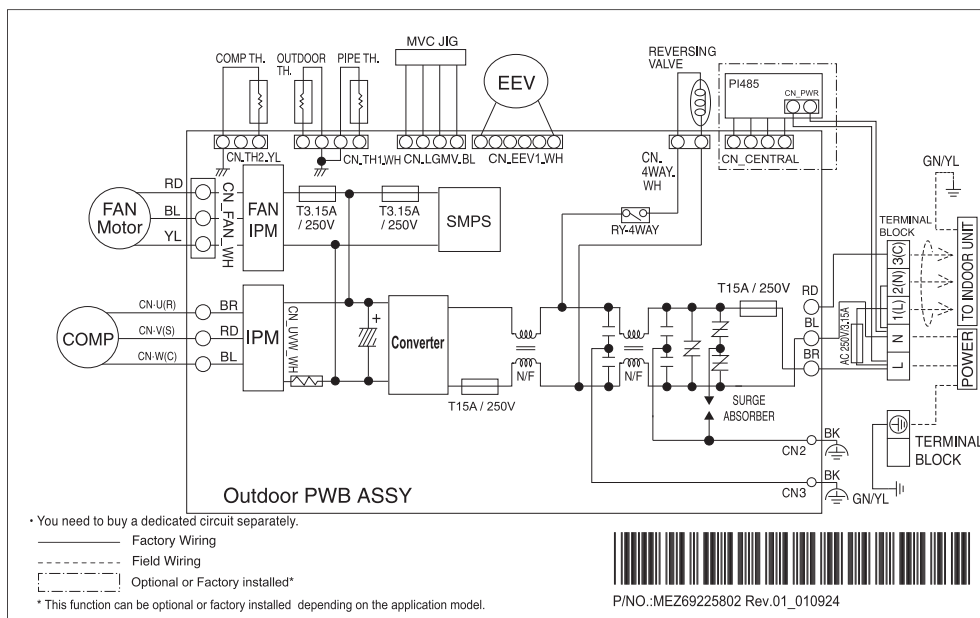 COMP TH.
OUTDOOR
TH.
PIPE TH.
MVC JIG
EEV
REVERSING
VALVE
PI485
CN_PWR
CN_TH2_YL
CN_TH1_WH
CN_LGMV_BL
CN_EEV1_WH
CN_
4WAY_
WH
CN_CENTRAL
GN/YL
FAN
Motor
RD
BL
YL
CN_FAN_WH
FAN
IPM
T3.15A
/ 250V
T3.15A
/ 250V
SMPS
RY-4WAY
TERMINAL
BLOCK
3(C)
2(N)
1(L)
N
L
TO INDOOR UNIT
POWER
COMP
CN-U(R)
CN-V(S)
CN-W(C)
BR
RD
BL
IPM
CN_UVW_WH
+
Converter
N/F
N/F
T15A / 250V
T15A / 250V
RD
BL
BR
AC 250V/3.15A
SURGE
ABSORBER
CN2
BK
CN3
BK
GN/YL
TERMINAL
BLOCK
Outdoor PWB ASSY
• You need to buy a dedicated circuit separately.
Factory Wiring
Field Wiring
Optional or Factory installed*
* This function can be optional or factory installed depending on the application model.
P/NO.:MEZ69225802 Rev.01_010924